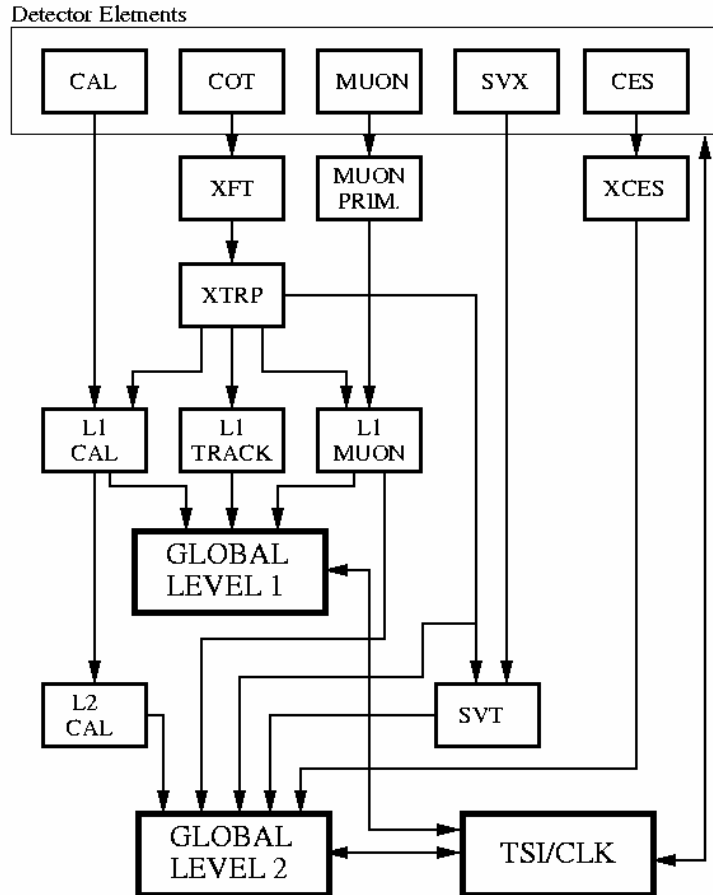 Detector Elements
CAL
COT
MUON
SVX
CES
XFT
MUON
PRIM.
XCES
XTRP
L1
CAL
L1
TRACK
L1
MUON
GLOBAL
LEVEL 1
L2
CAL
SVT
GLOBAL
LEVEL 2
TSI/CLK